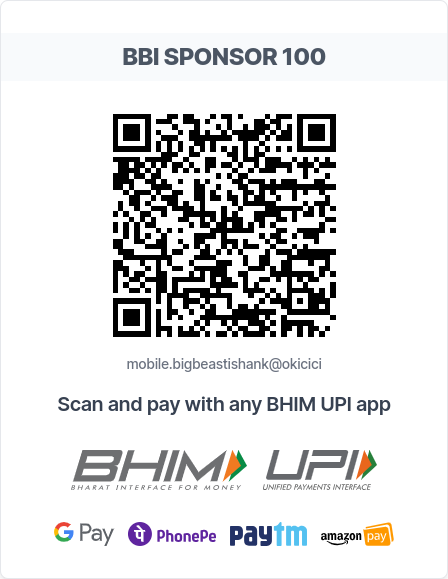 BBI SPONSOR 100
mobile.bigbeastishank@okicici
Scan and pay with any BHIM UPI app
BHIM UPI
BHARAT INTERFACE FOR MONEY UNIFIED PAYMENTS INTERFACE
G Pay PhonePe Paytm amazon pay